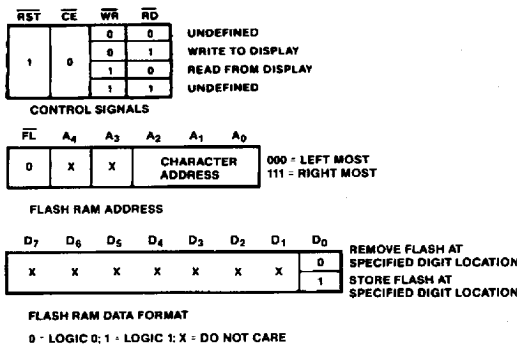 RST CE WR RD
0 0 UNDEFINED
0 1 WRITE TO DISPLAY
1 0 1 0 READ FROM DISPLAY
1 1 UNDEFINED
CONTROL SIGNALS
FL A4 A3 A2 A1 A0
0 X X CHARACTER ADDRESS 000 = LEFT MOST
111 = RIGHT MOST
FLASH RAM ADDRESS
D7 D6 D5 D4 D3 D2 D1 D0
X X X X X X X 0 REMOVE FLASH AT SPECIFIED DIGIT LOCATION
1 STORE FLASH AT SPECIFIED DIGIT LOCATION
FLASH RAM DATA FORMAT
0 = LOGIC 0; 1 = LOGIC 1; X = DO NOT CARE